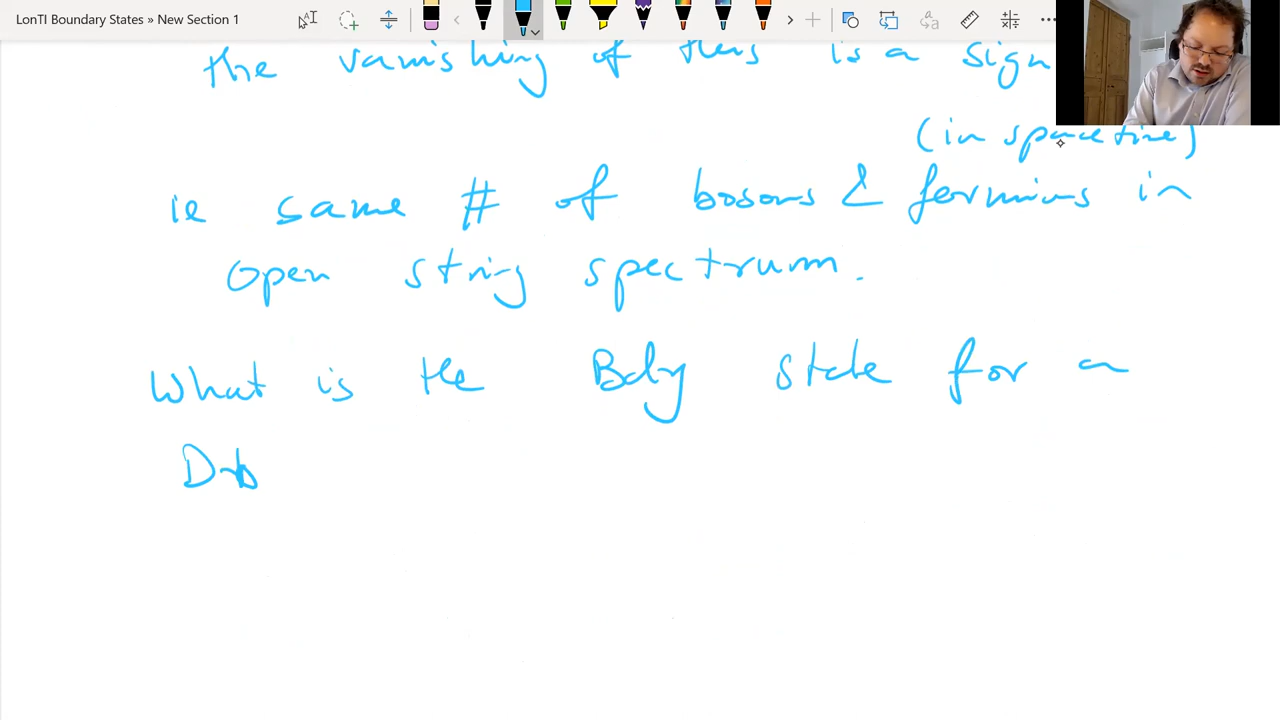 LonTI Boundary States » New Section 1
the vanishing of this is a sign
(in spacetime)
ie same # of bosons & fermions in
open string spectrum.
What is the Bdy state for a
D-b